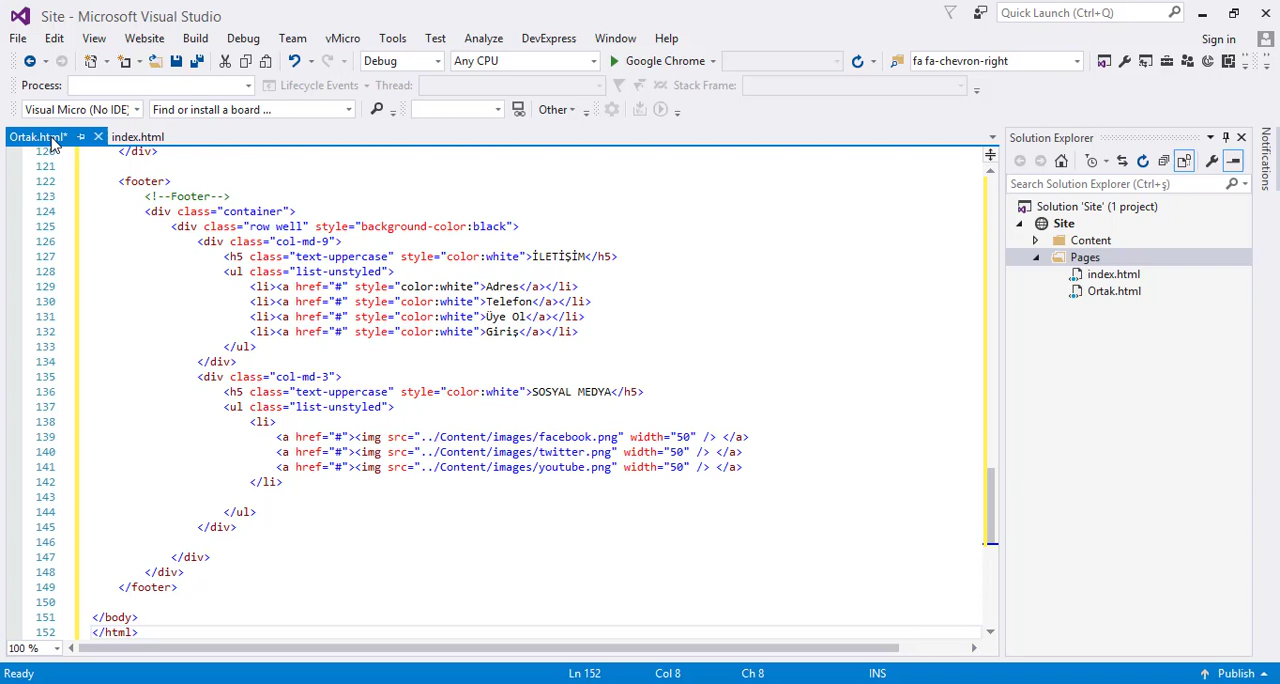 Site - Microsoft Visual Studio
Quick Launch (Ctrl+Q)
File Edit View Website Build Debug Team vMicro Tools Test Analyze DevExpress Window Help
Sign in
Debug Any CPU Google Chrome fa fa-chevron-right
Process: Lifecycle Events Thread: Stack Frame:
Visual Micro (No IDE) Find or install a board ... Other
Ortak.html* index.html
120 </div>
121
122 <footer>
123 <!--Footer-->
124 <div class="container">
125 <div class="row well" style="background-color:black">
126 <div class="col-md-9">
127 <h5 class="text-uppercase" style="color:white">İLETİŞİM</h5>
128 <ul class="list-unstyled">
129 <li><a href="#" style="color:white">Adres</a></li>
130 <li><a href="#" style="color:white">Telefon</a></li>
131 <li><a href="#" style="color:white">Üye Ol</a></li>
132 <li><a href="#" style="color:white">Giriş</a></li>
133 </ul>
134 </div>
135 <div class="col-md-3">
136 <h5 class="text-uppercase" style="color:white">SOSYAL MEDYA</h5>
137 <ul class="list-unstyled">
138 <li>
139 <a href="#"><img src="../Content/images/facebook.png" width="50" /> </a>
140 <a href="#"><img src="../Content/images/twitter.png" width="50" /> </a>
141 <a href="#"><img src="../Content/images/youtube.png" width="50" /> </a>
142 </li>
143
144 </ul>
145 </div>
146
147 </div>
148 </div>
149 </footer>
150
151 </body>
152 </html>
100 %
Solution Explorer
Search Solution Explorer (Ctrl+ş)
Solution 'Site' (1 project)
Site
Content
Pages
index.html
Ortak.html
Notifications
Ready Ln 152 Col 8 Ch 8 INS Publish